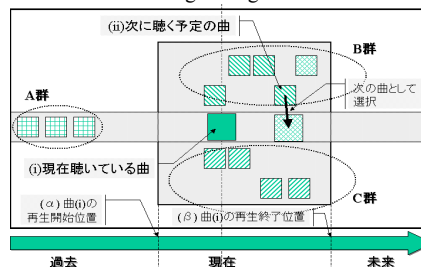 (ii)次に聴く予定の曲
B群
A群
次の曲として
選択
(i)現在聴いている曲
C群
(α) 曲(i)の
再生開始位置
(β) 曲(i)の再生終了位置
過去
現在
未来